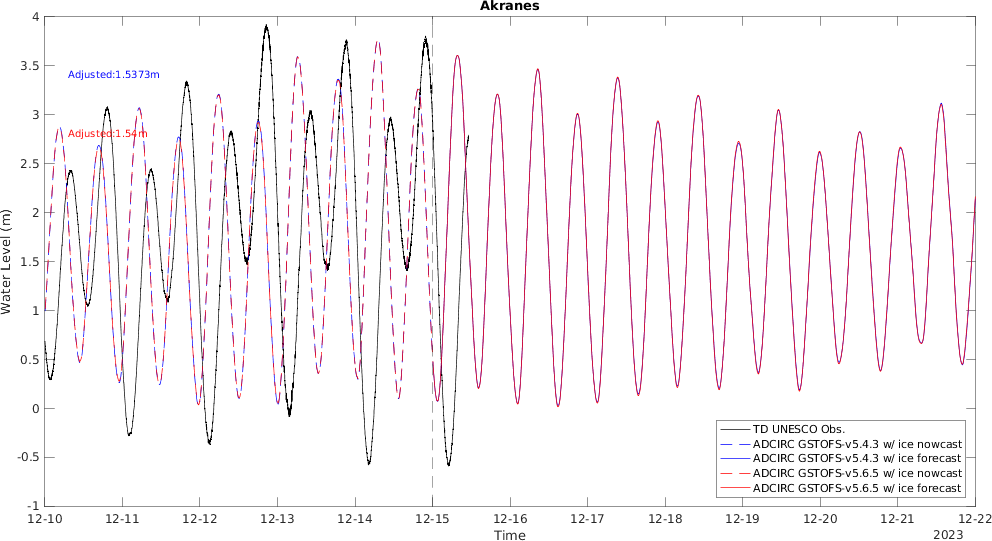 Akranes
4
3.5
3
2.5
2
1.5
1
0.5
0
-0.5
-1
Water Level (m)
Adjusted:1.5373m
Adjusted:1.54m
TD UNESCO Obs.
ADCIRC GSTOFS-v5.4.3 w/ ice nowcast
ADCIRC GSTOFS-v5.4.3 w/ ice forecast
ADCIRC GSTOFS-v5.6.5 w/ ice nowcast
ADCIRC GSTOFS-v5.6.5 w/ ice forecast
12-10 12-11 12-12 12-13 12-14 12-15 12-16 12-17 12-18 12-19 12-20 12-21 12-22
Time
2023